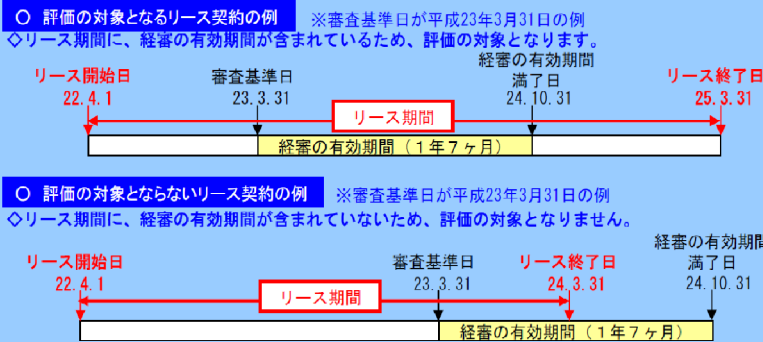 ○ 評価の対象となるリース契約の例 ※審査基準日が平成23年3月31日の例
◇リース期間に、経審の有効期間が含まれているため、評価の対象となります。
リース開始日 審査基準日 経審の有効期間満了日 リース終了日
22.4.1 23.3.31 24.10.31 25.3.31
リース期間
経審の有効期間（1年7ヶ月）
○ 評価の対象とならないリース契約の例 ※審査基準日が平成23年3月31日の例
◇リース期間に、経審の有効期間が含まれていないため、評価の対象となりません。
リース開始日 審査基準日 リース終了日 経審の有効期間満了日
22.4.1 23.3.31 24.3.31 24.10.31
リース期間
経審の有効期間（1年7ヶ月）